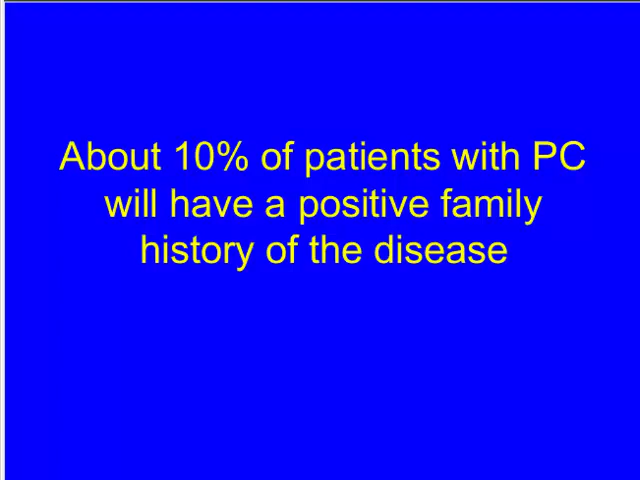 About 10% of patients with PC
will have a positive family
history of the disease